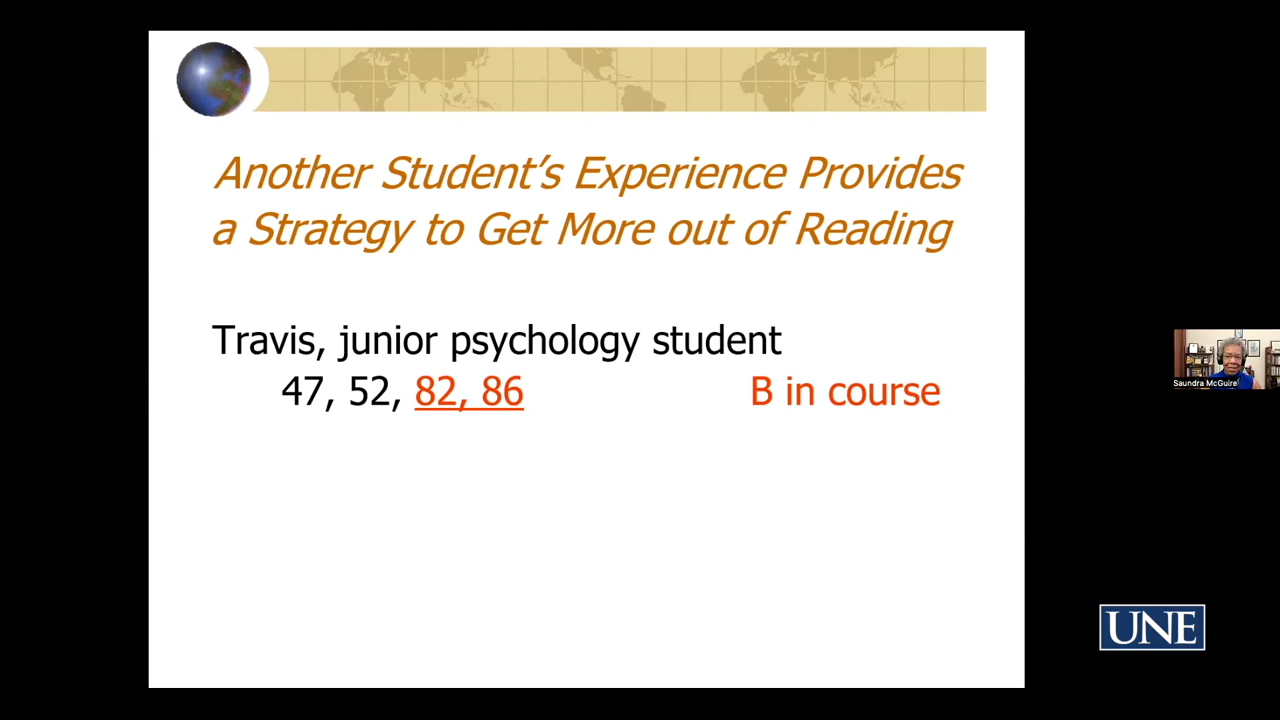 Another Student's Experience Provides
a Strategy to Get More out of Reading
Travis, junior psychology student
47, 52, 82, 86 B in course
Saundra McGuire
UNE